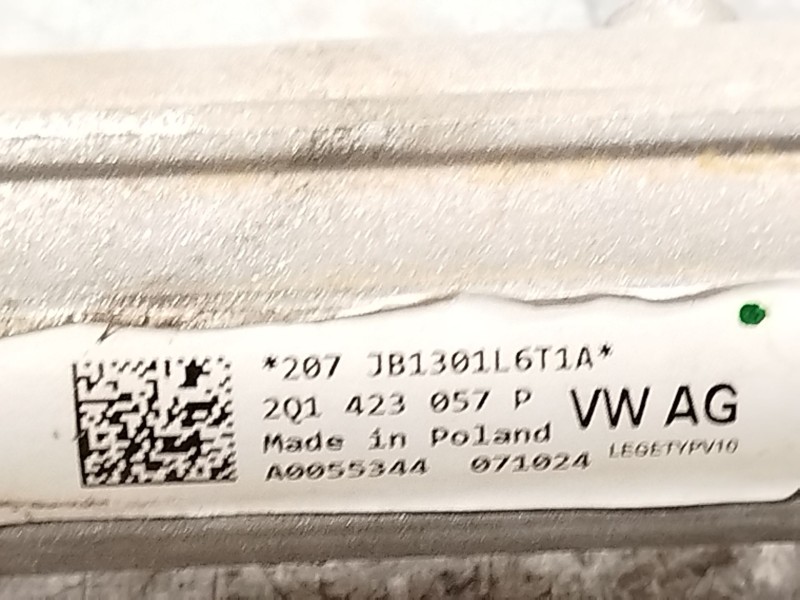 *207 JB1301L6T1A*
2Q1 423 057 P VW AG
Made in Poland LEGETYPV10
A0055344 071024